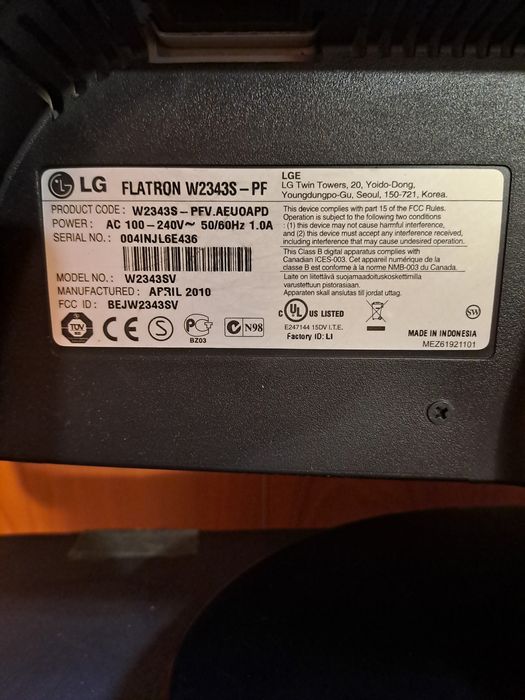 LG FLATRON W2343S-PF
PRODUCT CODE : W2343S-PFV.AEUOAPD
POWER : AC 100-240V~ 50/60Hz 1.0A
SERIAL NO. : 004INJL6E436
MODEL NO. : W2343SV
MANUFACTURED : APRIL 2010
FCC ID : BEJW2343SV
TÜV
CE
S
BZ03
N98
LGE
LG Twin Towers, 20, Yoido-Dong,
Youngdungpo-Gu, Seoul, 150-721, Korea.
This device complies with part 15 of the FCC Rules.
Operation is subject to the following two conditions
: (1) this device may not cause harmful interference,
and (2) this device must accept any interference received,
including interference that may cause undesired operation.
This Class B digital apparatus complies with
Canadian ICES-003. Cet appareil numérique de la
classe B est conforme à la norme NMB-003 du Canada.
Laite on liitettävä suojamaadoituskoskettimilla
varustettuun pistorasiaan.
Apparaten skall anslutas till jordat uttag.
C UL US LISTED
E247144 15DV I.T.E.
Factory ID: LI
SW
MADE IN INDONESIA
MEZ61921101